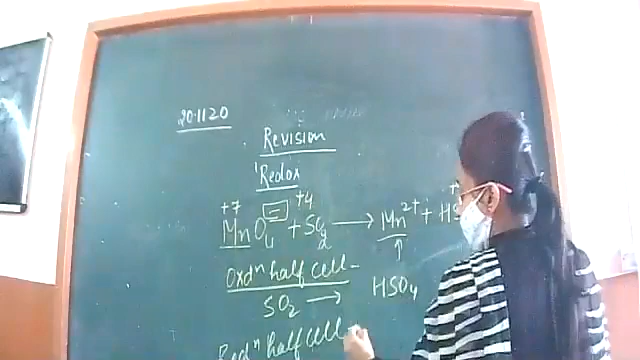 20.11.20
Revision
Redox
+7 +4
MnO4 − + SO2 → Mn2+ + HS
Oxdn half cell -
SO2 → HSO4
Redn half cell -